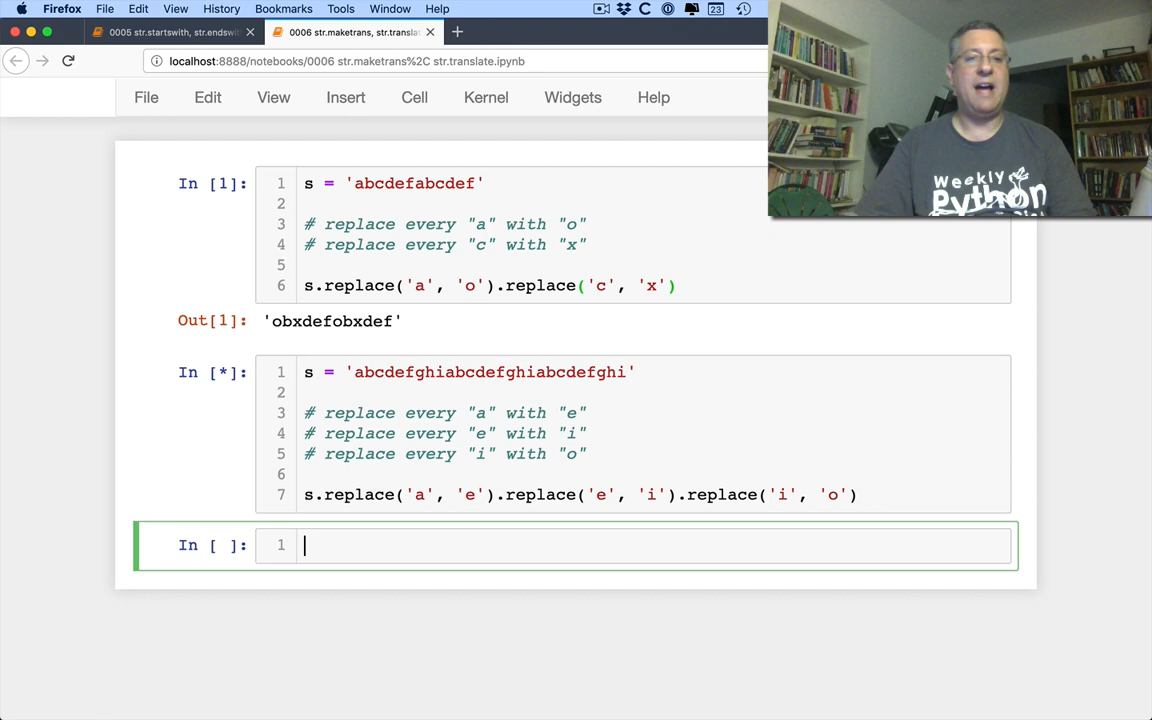 Firefox File Edit View History Bookmarks Tools Window Help 23
0005 str.startswith, str.endswi
0006 str.maketrans, str.transla
localhost:8888/notebooks/0006 str.maketrans%2C str.translate.ipynb
File Edit View Insert Cell Kernel Widgets Help
Weekly
Python
In [1]: 1 s = 'abcdefabcdef'
2
3 # replace every "a" with "o"
4 # replace every "c" with "x"
5
6 s.replace('a', 'o').replace('c', 'x')
Out[1]: 'obxdefobxdef'
In [*]: 1 s = 'abcdefghiabcdefghiabcdefghi'
2
3 # replace every "a" with "e"
4 # replace every "e" with "i"
5 # replace every "i" with "o"
6
7 s.replace('a', 'e').replace('e', 'i').replace('i', 'o')
In [ ]: 1